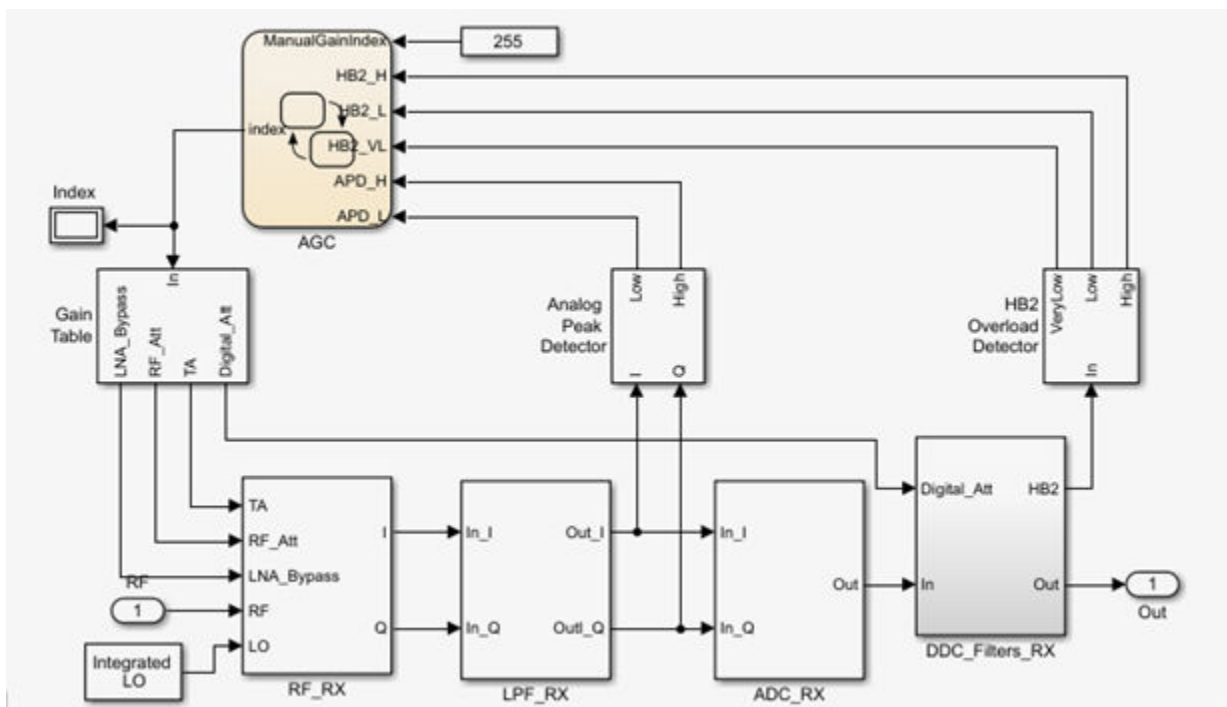 ManualGainIndex
255
HB2_H
HB2_L
index
HB2_VL
APD_H
APD_L
AGC
Index
Gain
Table
In
LNA_Bypass
RF_Att
TA
Digital_Att
Analog
Peak
Detector
Low
High
I
Q
HB2
Overload
Detector
VeryLow
Low
High
In
TA
RF_Att
LNA_Bypass
RF
1
RF
LO
I
Q
Integrated
LO
RF_RX
In_I
Out_I
In_Q
OutI_Q
LPF_RX
In_I
In_Q
Out
ADC_RX
Digital_Att
HB2
In
Out
DDC_Filters_RX
1
Out